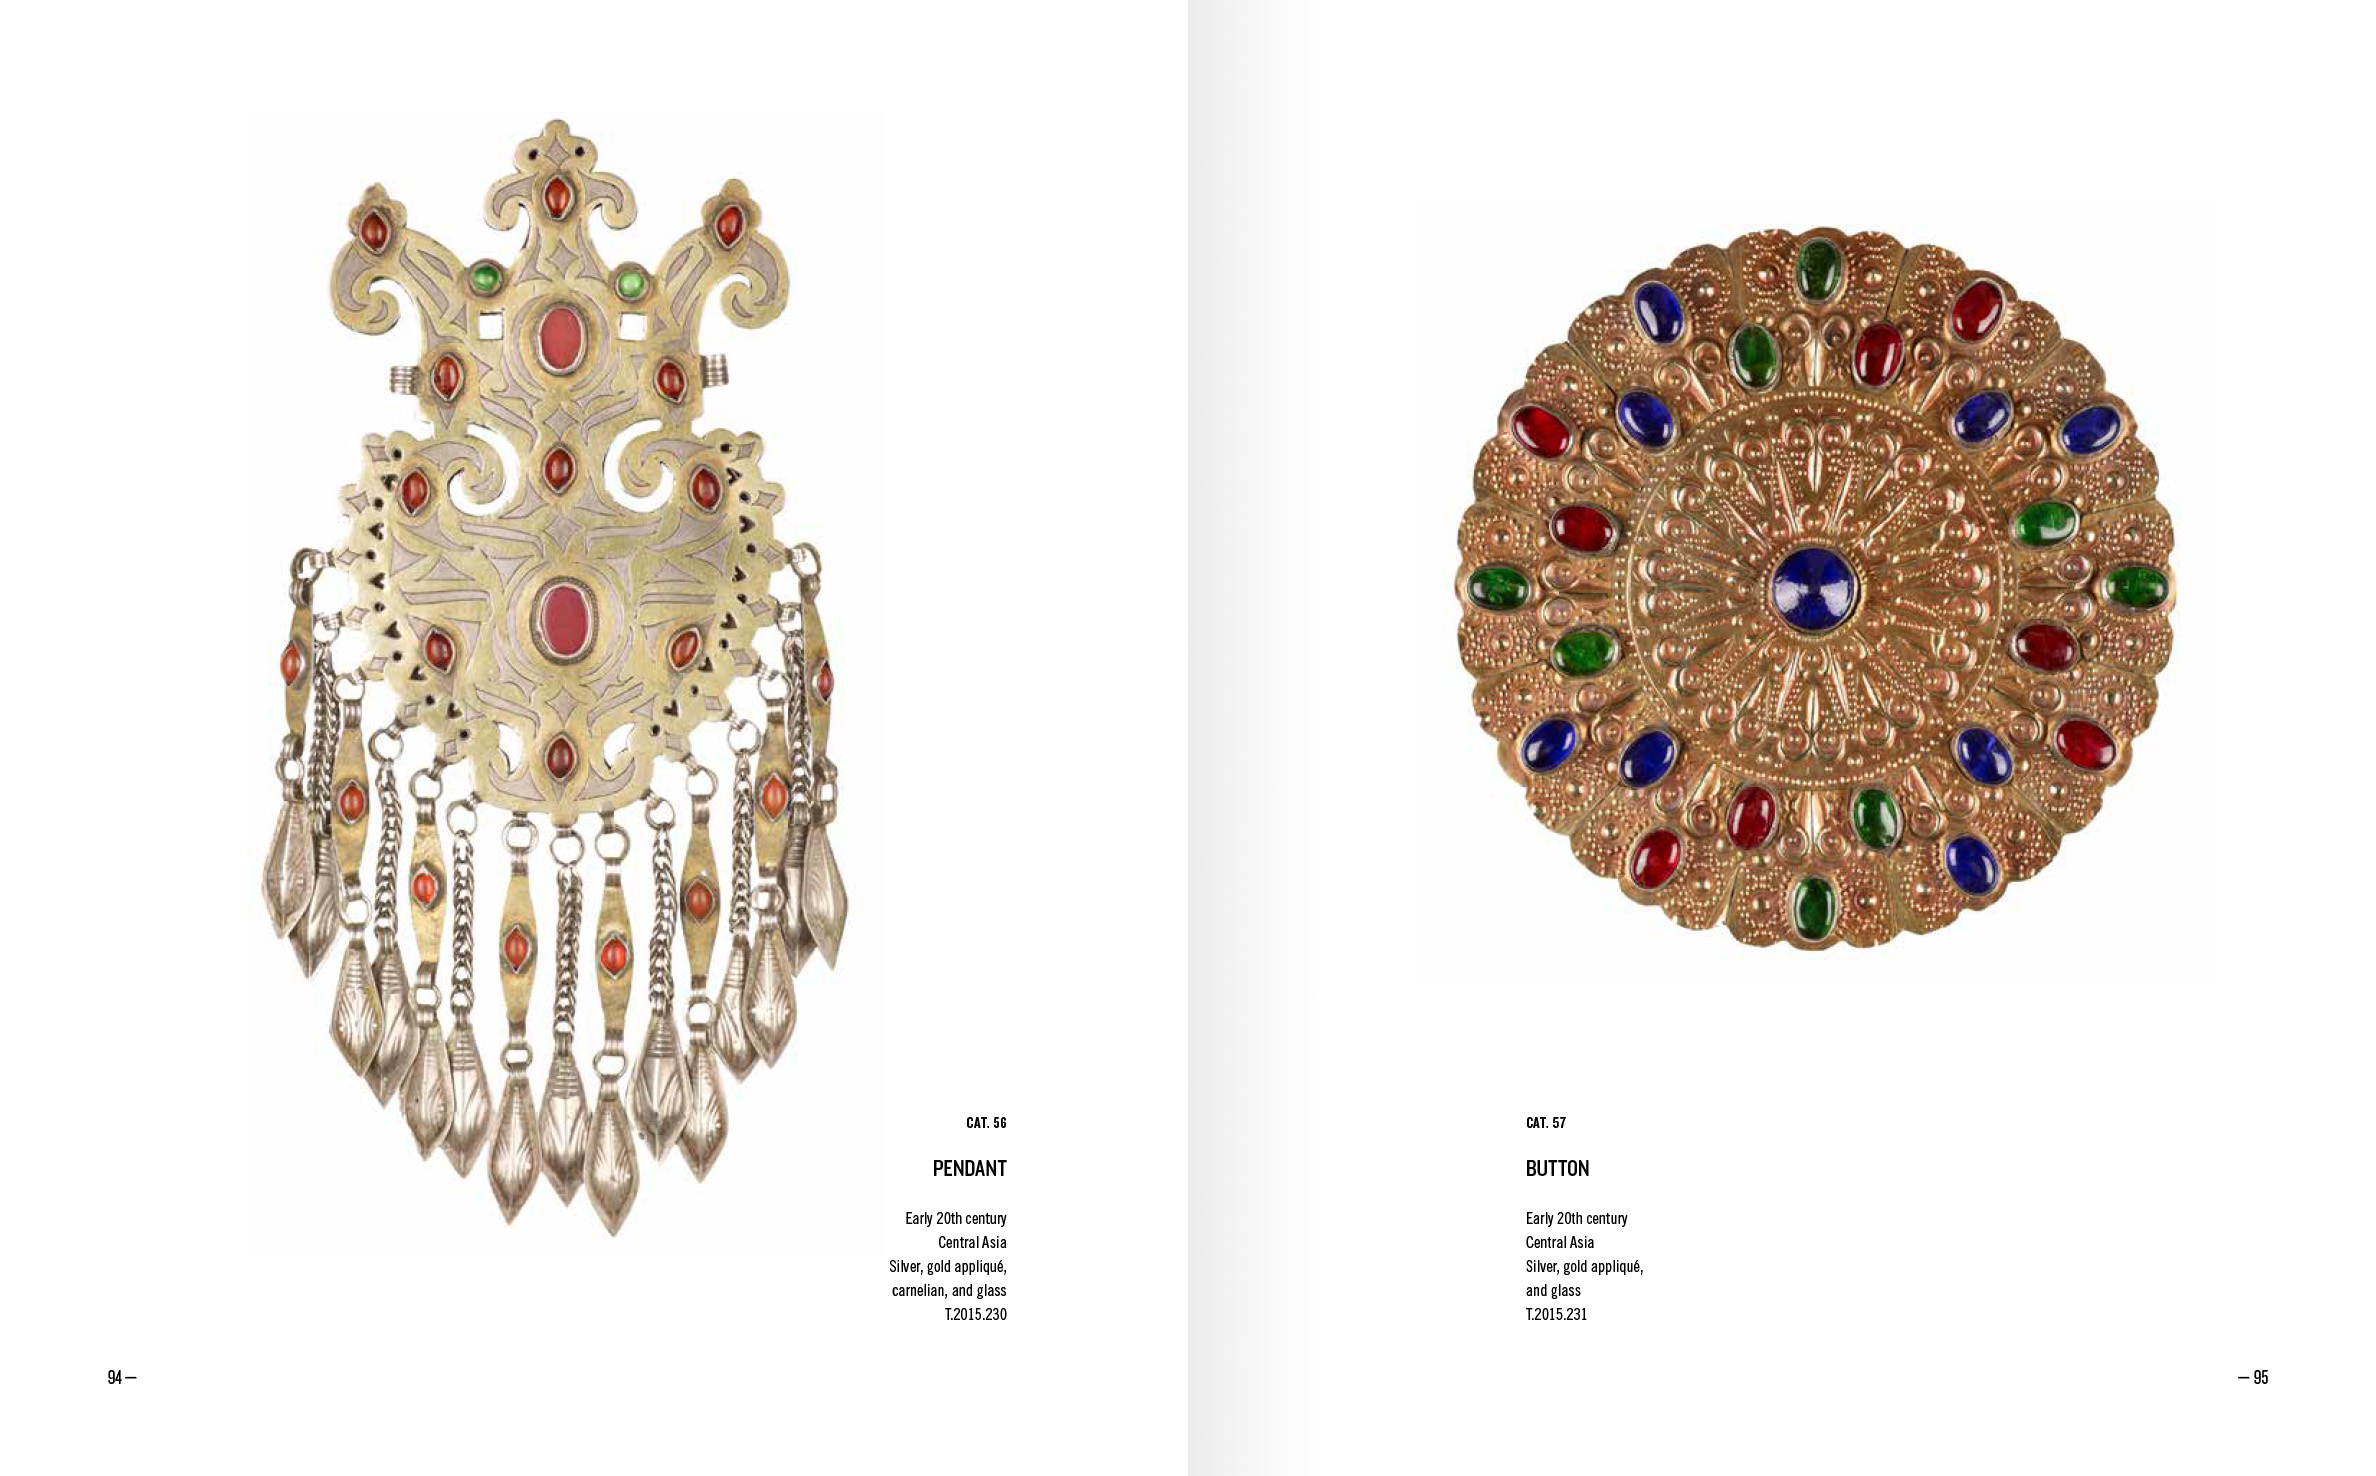 CAT. 56
PENDANT
Early 20th century
Central Asia
Silver, gold appliqué,
carnelian, and glass
T.2015.230
94 —
CAT. 57
BUTTON
Early 20th century
Central Asia
Silver, gold appliqué,
and glass
T.2015.231
— 95